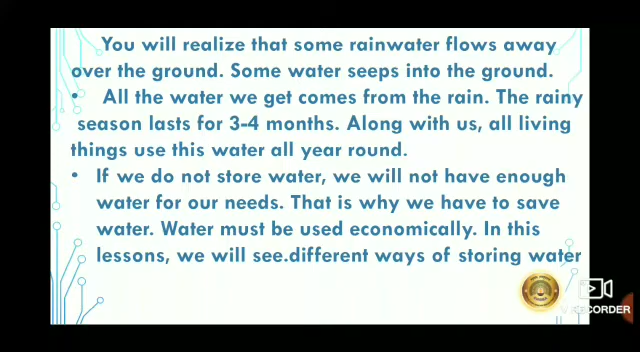 You will realize that some rainwater flows away
over the ground. Some water seeps into the ground.
• All the water we get comes from the rain. The rainy
season lasts for 3-4 months. Along with us, all living
things use this water all year round.
• If we do not store water, we will not have enough
water for our needs. That is why we have to save
water. Water must be used economically. In this
lessons, we will see.different ways of storing water